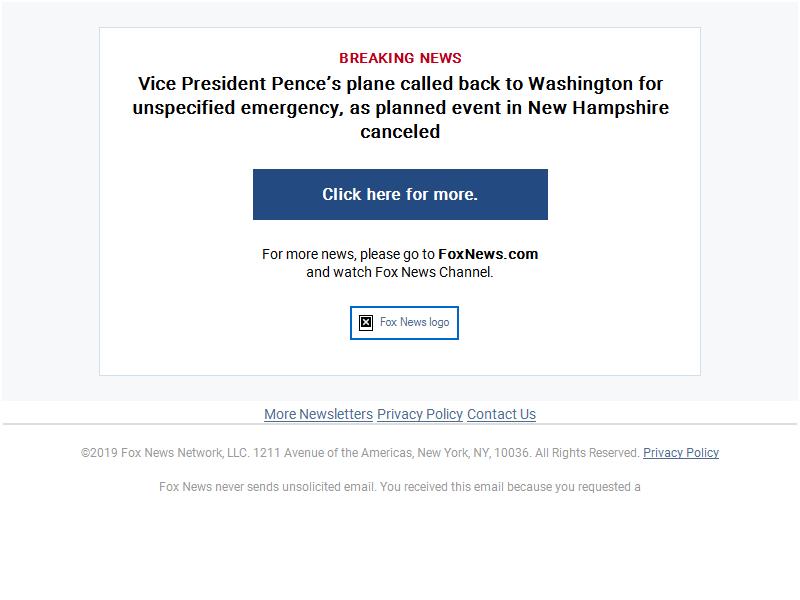 BREAKING NEWS
Vice President Pence’s plane called back to Washington for
unspecified emergency, as planned event in New Hampshire
canceled
Click here for more.
For more news, please go to FoxNews.com
and watch Fox News Channel.
Fox News logo
More Newsletters Privacy Policy Contact Us
©2019 Fox News Network, LLC. 1211 Avenue of the Americas, New York, NY, 10036. All Rights Reserved. Privacy Policy
Fox News never sends unsolicited email. You received this email because you requested a